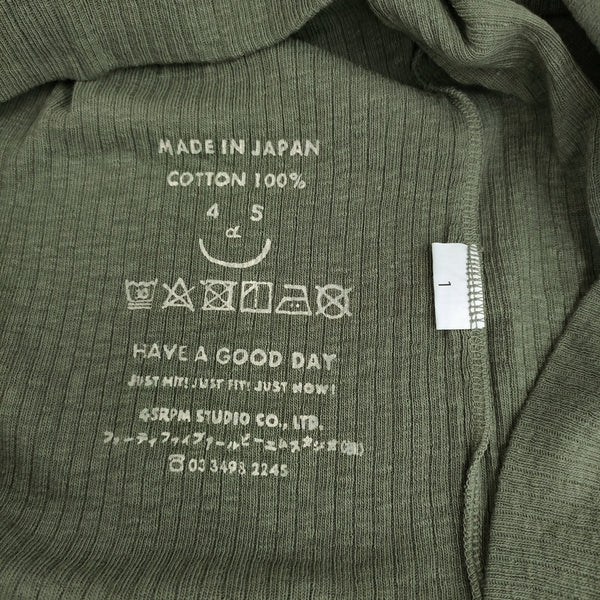 MADE IN JAPAN
COTTON 100%
4 5
d
30
HAVE A GOOD DAY
JUST HIT! JUST FIT! JUST NOW!
45RPM STUDIO CO., LTD.
フォーティファイブアールピーエムスタジオ(株)
☎03 3498 2245
1